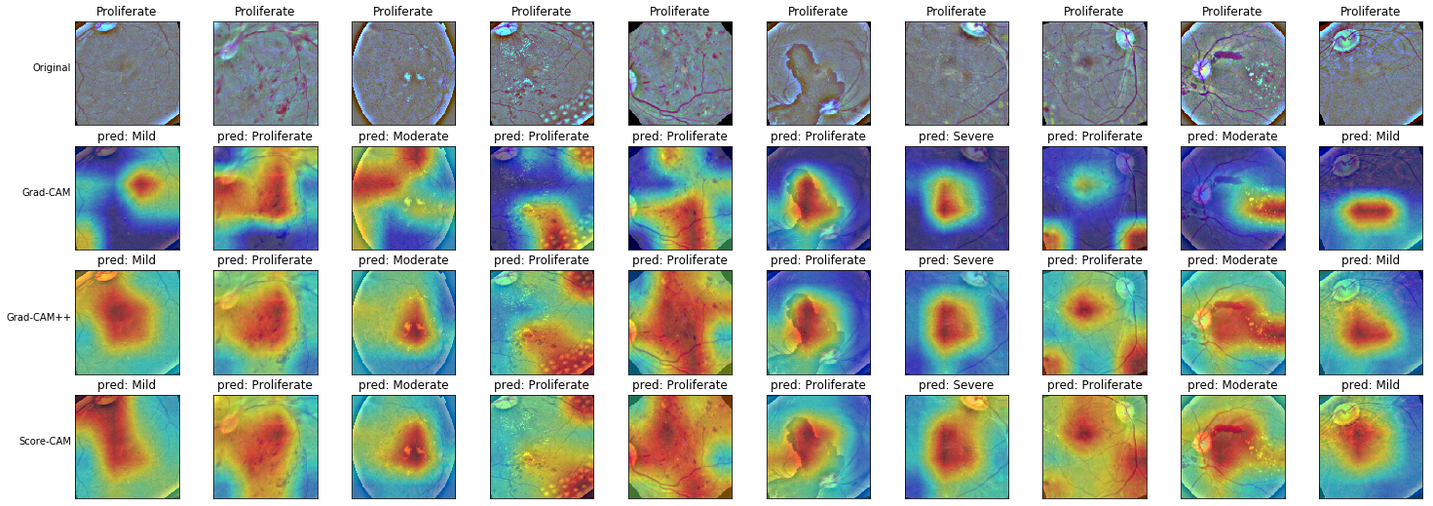 Proliferate Proliferate Proliferate Proliferate Proliferate Proliferate Proliferate Proliferate Proliferate Proliferate
Original
pred: Mild pred: Proliferate pred: Moderate pred: Proliferate pred: Proliferate pred: Proliferate pred: Severe pred: Proliferate pred: Moderate pred: Mild
Grad-CAM
pred: Mild pred: Proliferate pred: Moderate pred: Proliferate pred: Proliferate pred: Proliferate pred: Severe pred: Proliferate pred: Moderate pred: Mild
Grad-CAM++
pred: Mild pred: Proliferate pred: Moderate pred: Proliferate pred: Proliferate pred: Proliferate pred: Severe pred: Proliferate pred: Moderate pred: Mild
Score-CAM